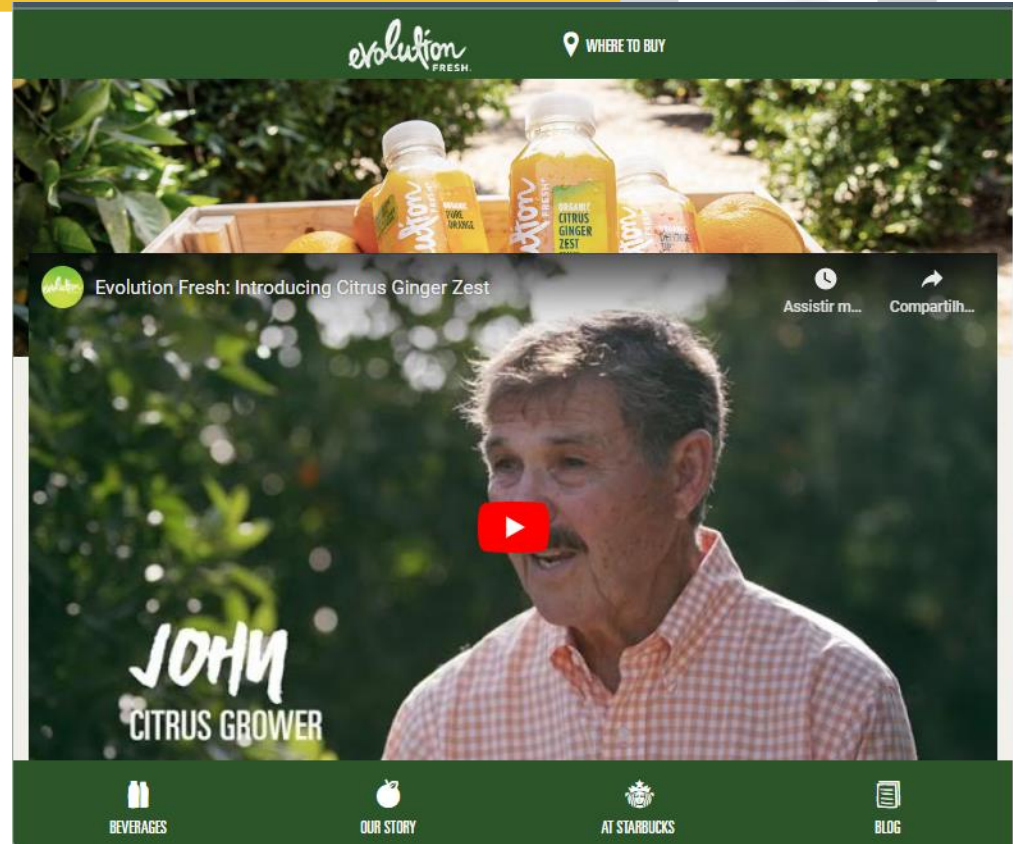 evolution
FRESH.
WHERE TO BUY
ORGANIC
PURE
ORANGE
ORGANIC
CITRUS
GINGER
ZEST
FRESH
Evolution Fresh: Introducing Citrus Ginger Zest
Assistir m...
Compartilh...
JOHN
CITRUS GROWER
BEVERAGES
OUR STORY
AT STARBUCKS
BLOG